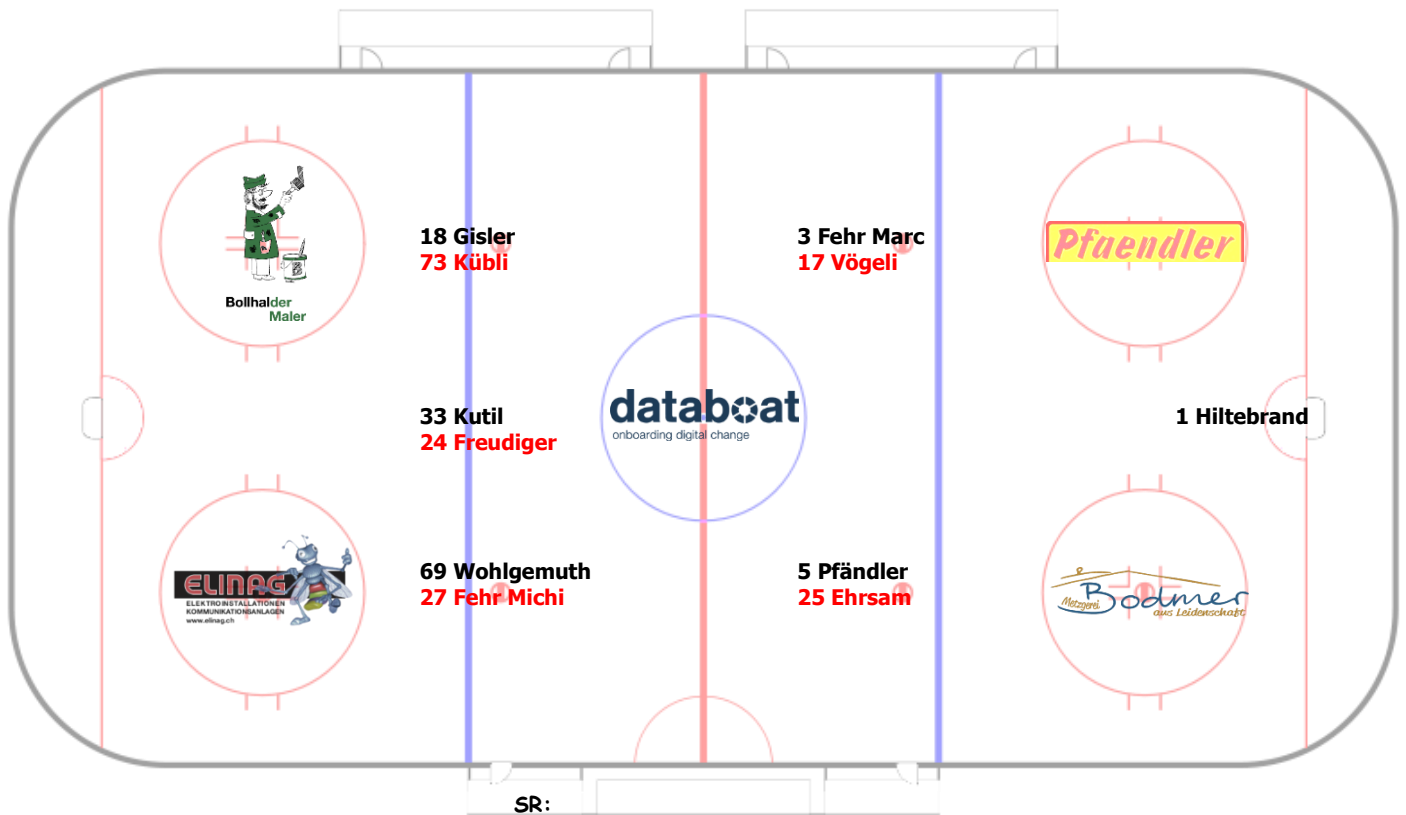 18 Gisler
73 Kübli
3 Fehr Marc
17 Vögeli
Pfaendler
Bollhalder
Maler
33 Kutil
24 Freudiger
databoat
onboarding digital change
1 Hiltebrand
ELINAG
ELEKTROINSTALLATIONEN
KOMMUNIKATIONSANLAGEN
www.elinag.ch
69 Wohlgemuth
27 Fehr Michi
5 Pfändler
25 Ehrsam
Metzgerei Bodmer
aus Leidenschaft
SR: